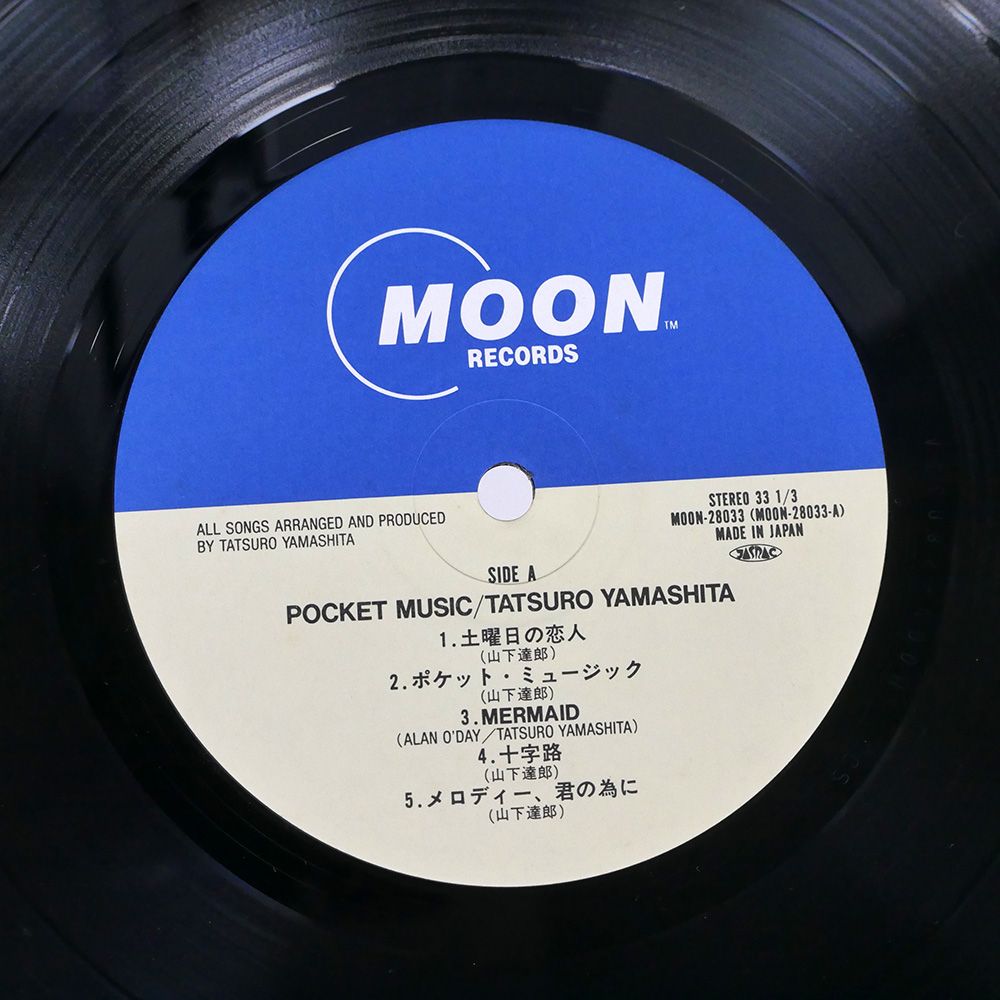 MOON TM
RECORDS
ALL SONGS ARRANGED AND PRODUCED
BY TATSURO YAMASHITA
STEREO 33 1/3
MOON-28033 (MOON-28033-A)
MADE IN JAPAN
JASRAC
SIDE A
POCKET MUSIC/TATSURO YAMASHITA
1.土曜日の恋人
(山下達郎)
2.ポケット・ミュージック
(山下達郎)
3.MERMAID
(ALAN O'DAY/TATSURO YAMASHITA)
4.十字路
(山下達郎)
5.メロディー、君の為に
(山下達郎)